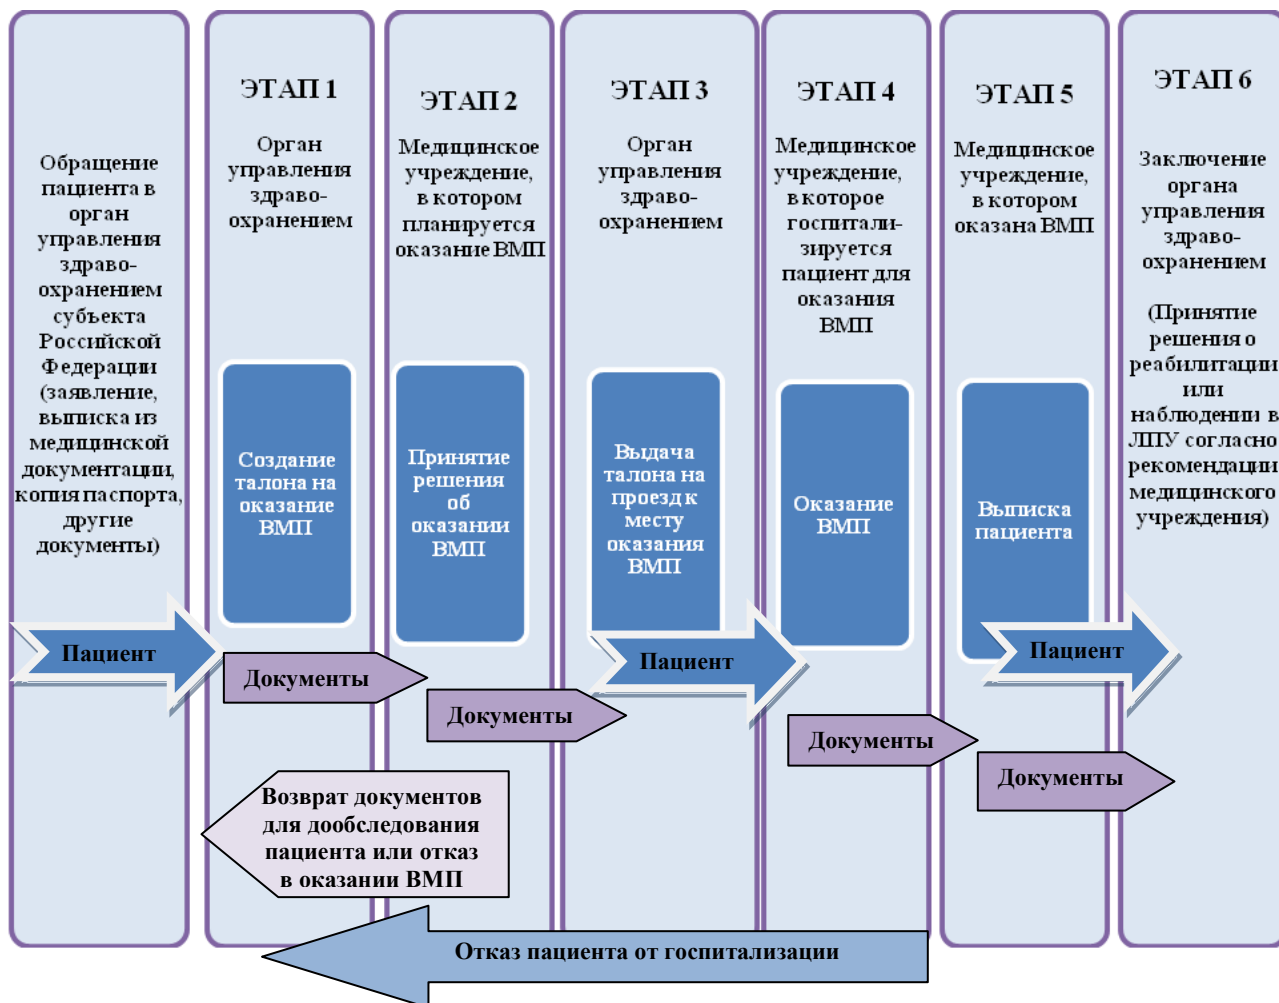 Обращение
пациента в
орган
управления
здраво-
охранением
субъекта
Российской
Федерации
(заявление,
выписка из
медицинской
документации,
копия паспорта,
другие
документы)
Пациент
ЭТАП 1
Орган
управления
здраво-
охранением
Создание
талона на
оказание
ВМП
Документы
ЭТАП 2
Медицинское
учреждение,
в котором
планируется
оказание ВМП
Принятие
решения
об
оказании
ВМП
Документы
ЭТАП 3
Орган
управления
здраво-
охранением
Выдача
талона на
проезд к
месту
оказания
ВМП
Пациент
ЭТАП 4
Медицинское
учреждение,
в которое
госпитали-
зируется
пациент для
оказания
ВМП
Оказание
ВМП
Документы
ЭТАП 5
Медицинское
учреждение,
в котором
оказана ВМП
Выписка
пациента
Пациент
Документы
ЭТАП 6
Заключение
органа
управления
здраво-
охранением
(Принятие
решения о
реабилитации
или
наблюдении в
ЛПУ согласно
рекомендации
медицинского
учреждения)
Возврат документов
для дообследования
пациента или отказ
в оказании ВМП
Отказ пациента от госпитализации